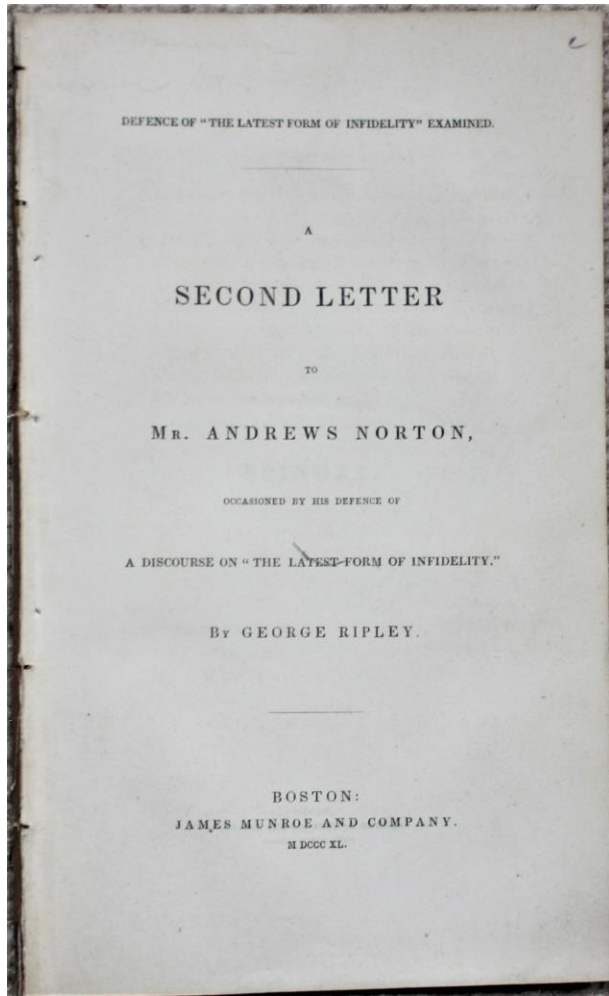 DEFENCE OF "THE LATEST FORM OF INFIDELITY" EXAMINED.
A
SECOND LETTER
TO
MR. ANDREWS NORTON,
OCCASIONED BY HIS DEFENCE OF
A DISCOURSE ON "THE LATEST FORM OF INFIDELITY."
BY GEORGE RIPLEY.
BOSTON:
JAMES MUNROE AND COMPANY.
M DCCC XL.